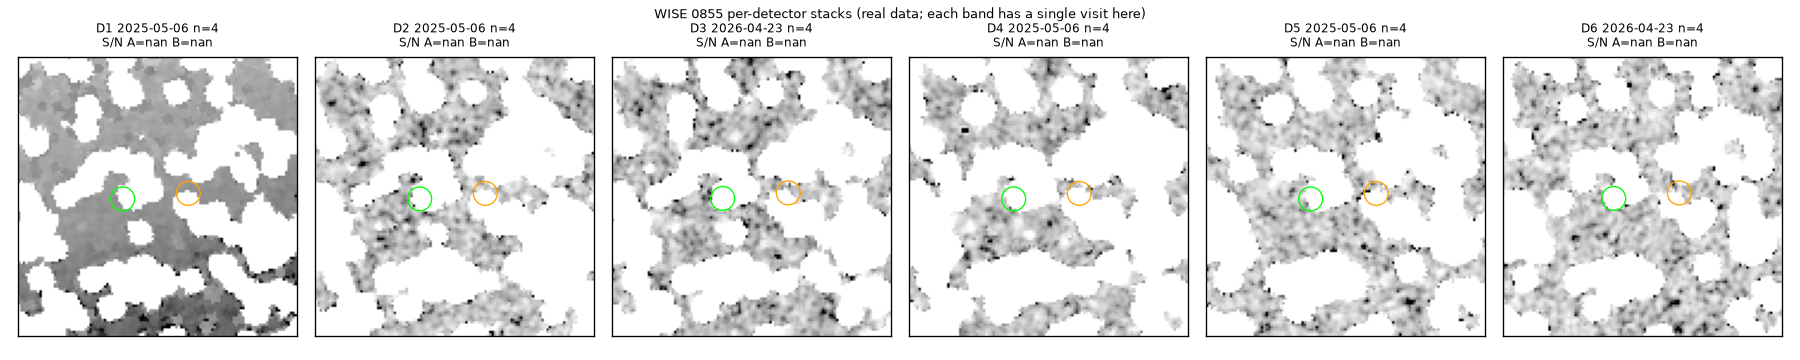 WISE 0855 per-detector stacks (real data; each band has a single visit here)
D1 2025-05-06 n=4
S/N A=nan B=nan
D2 2025-05-06 n=4
S/N A=nan B=nan
D3 2026-04-23 n=4
S/N A=nan B=nan
D4 2025-05-06 n=4
S/N A=nan B=nan
D5 2025-05-06 n=4
S/N A=nan B=nan
D6 2026-04-23 n=4
S/N A=nan B=nan